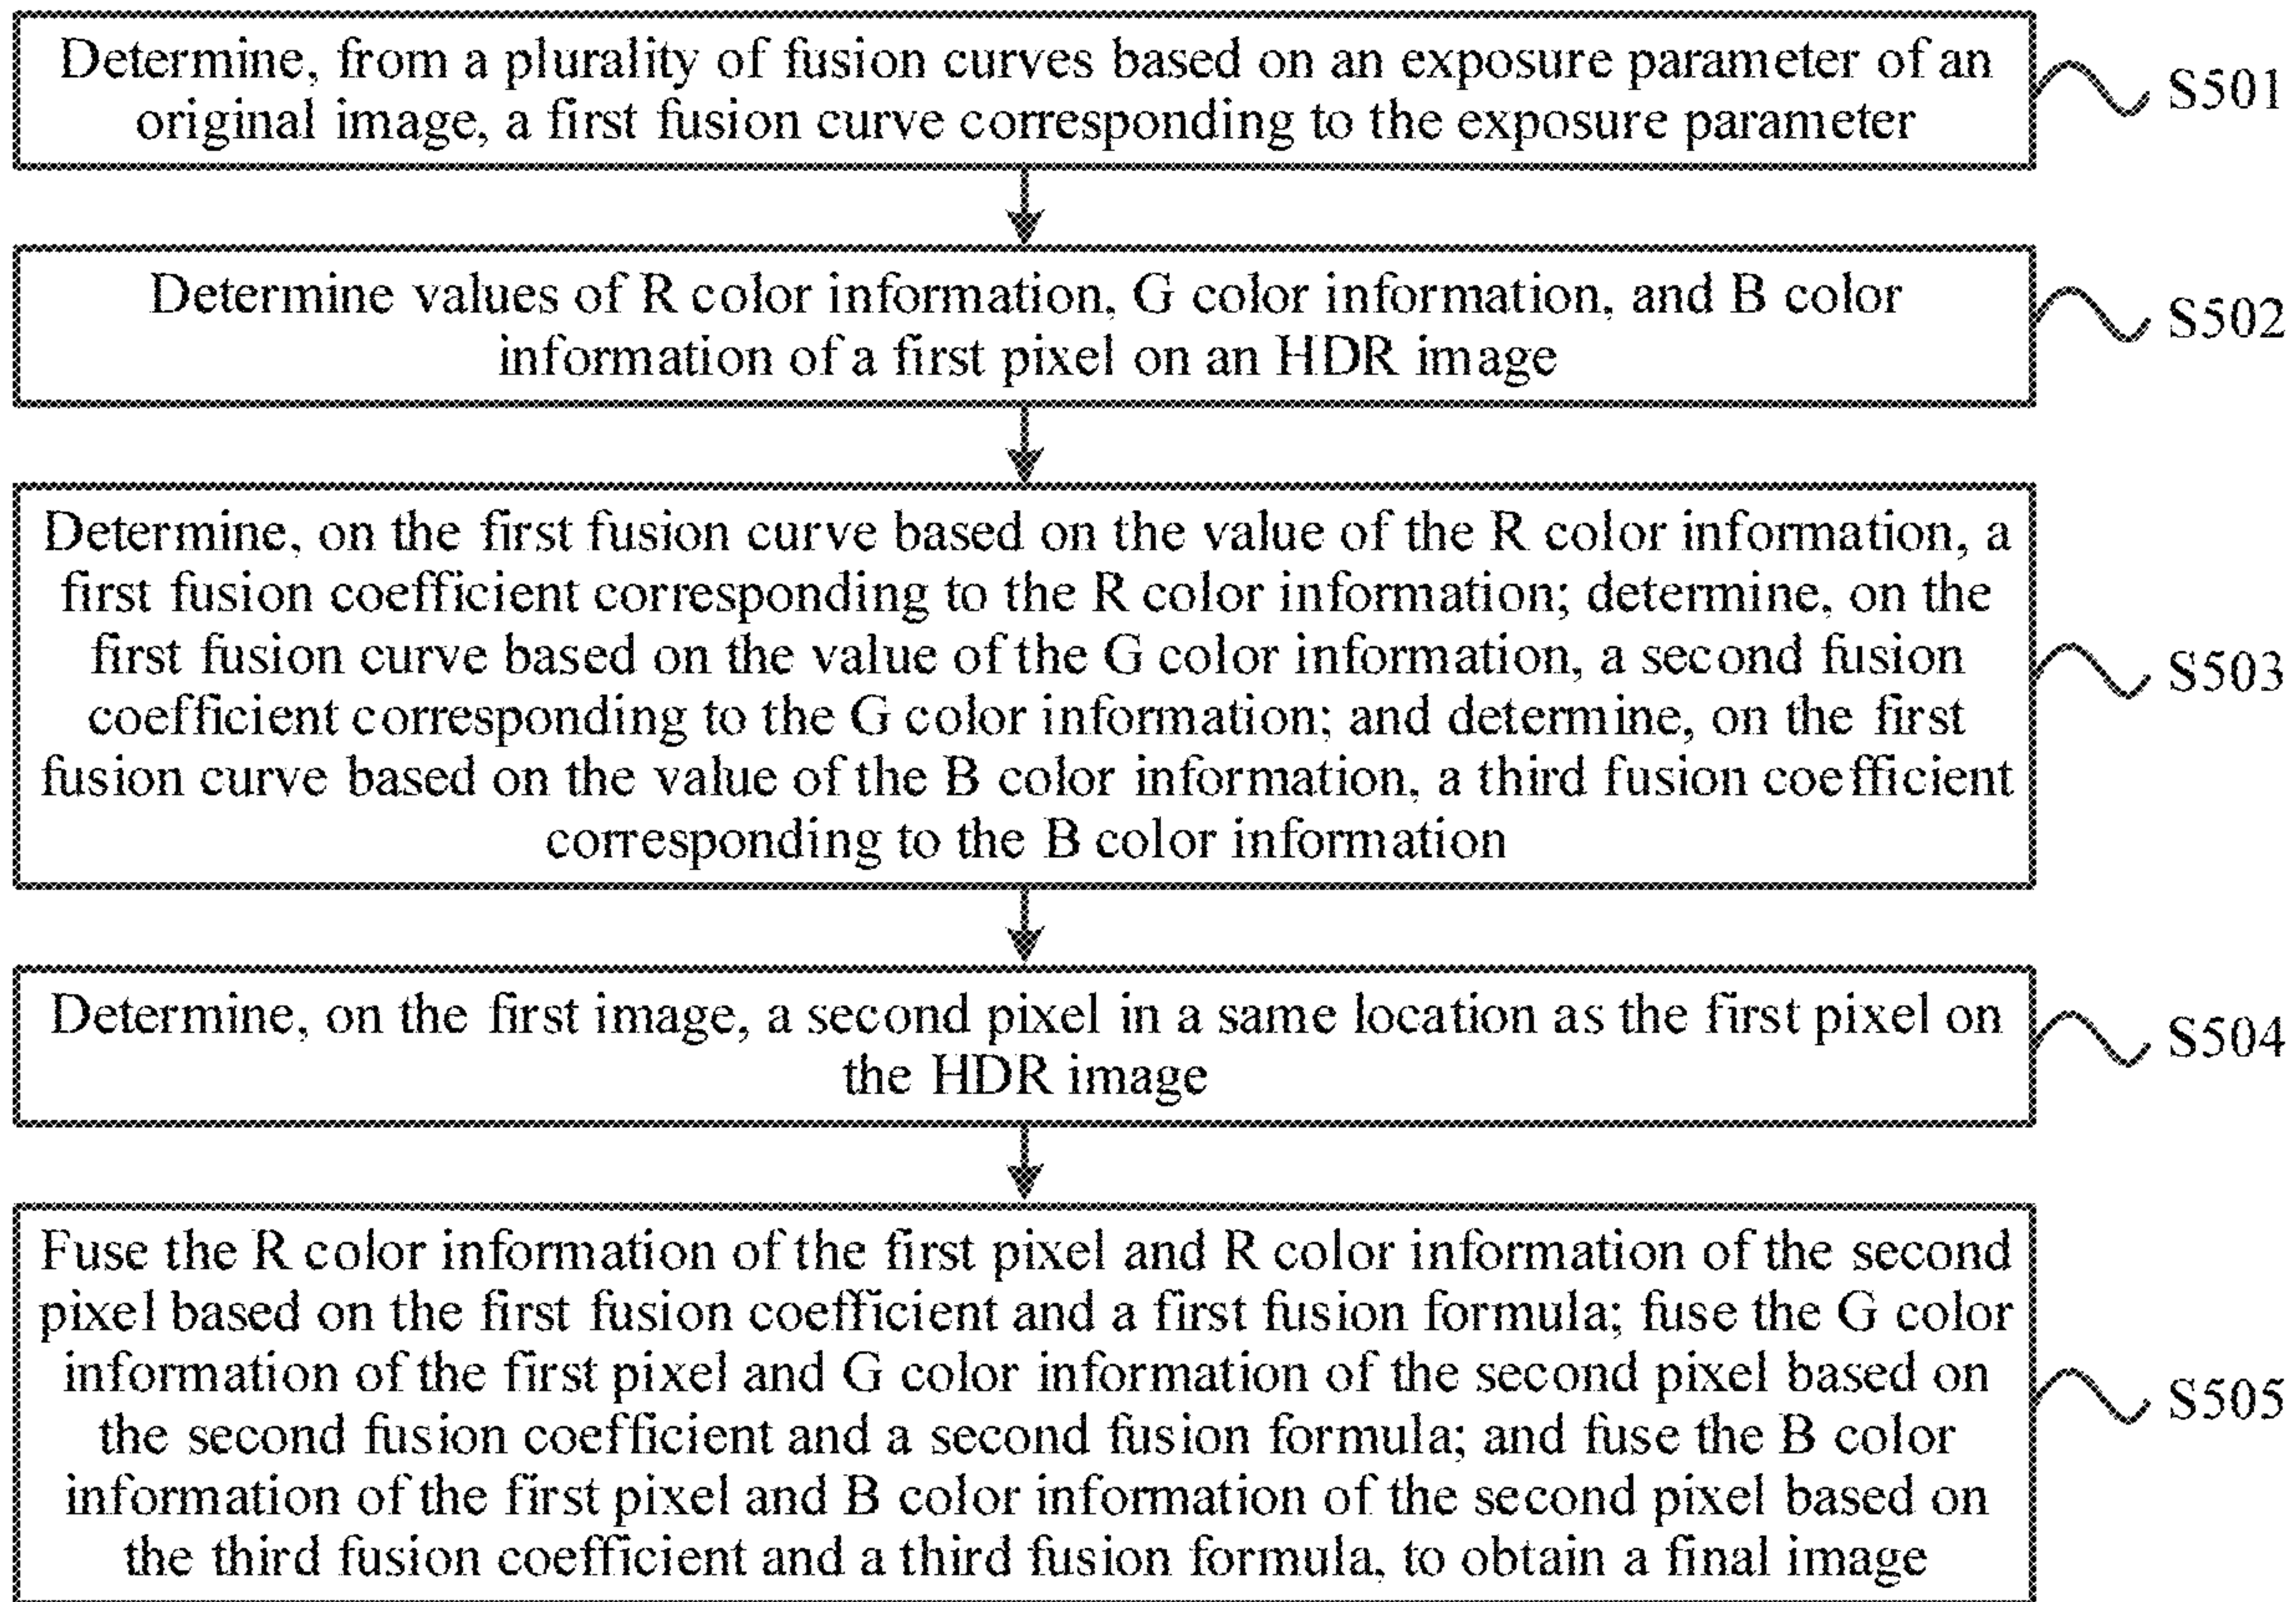 Determine, from a plurality of fusion curves based on an exposure parameter of an
original image, a first fusion curve corresponding to the exposure parameter
S501
Determine values of R color information, G color information, and B color
information of a first pixel on an HDR image
S502
Determine, on the first fusion curve based on the value of the R color information, a
first fusion coefficient corresponding to the R color information; determine, on the
first fusion curve based on the value of the G color information, a second fusion
coefficient corresponding to the G color information; and determine, on the first
fusion curve based on the value of the B color information, a third fusion coefficient
corresponding to the B color information
S503
Determine, on the first image, a second pixel in a same location as the first pixel on
the HDR image
S504
Fuse the R color information of the first pixel and R color information of the second
pixel based on the first fusion coefficient and a first fusion formula; fuse the G color
information of the first pixel and G color information of the second pixel based on
the second fusion coefficient and a second fusion formula; and fuse the B color
information of the first pixel and B color information of the second pixel based on
the third fusion coefficient and a third fusion formula, to obtain a final image
S505